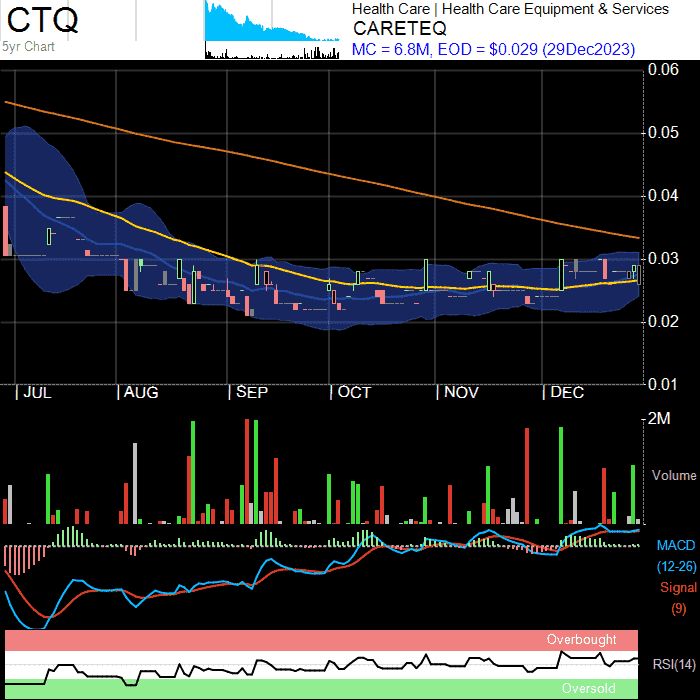 CTQ
5yr Chart
Health Care | Health Care Equipment & Services
CARETEQ
MC = 6.8M, EOD = $0.029 (29Dec2023)
0.06
0.05
0.04
0.03
0.02
0.01
| JUL | AUG | SEP | OCT | NOV | DEC
2M
Volume
MACD
(12-26)
Signal
(9)
Overbought
RSI(14)
Oversold